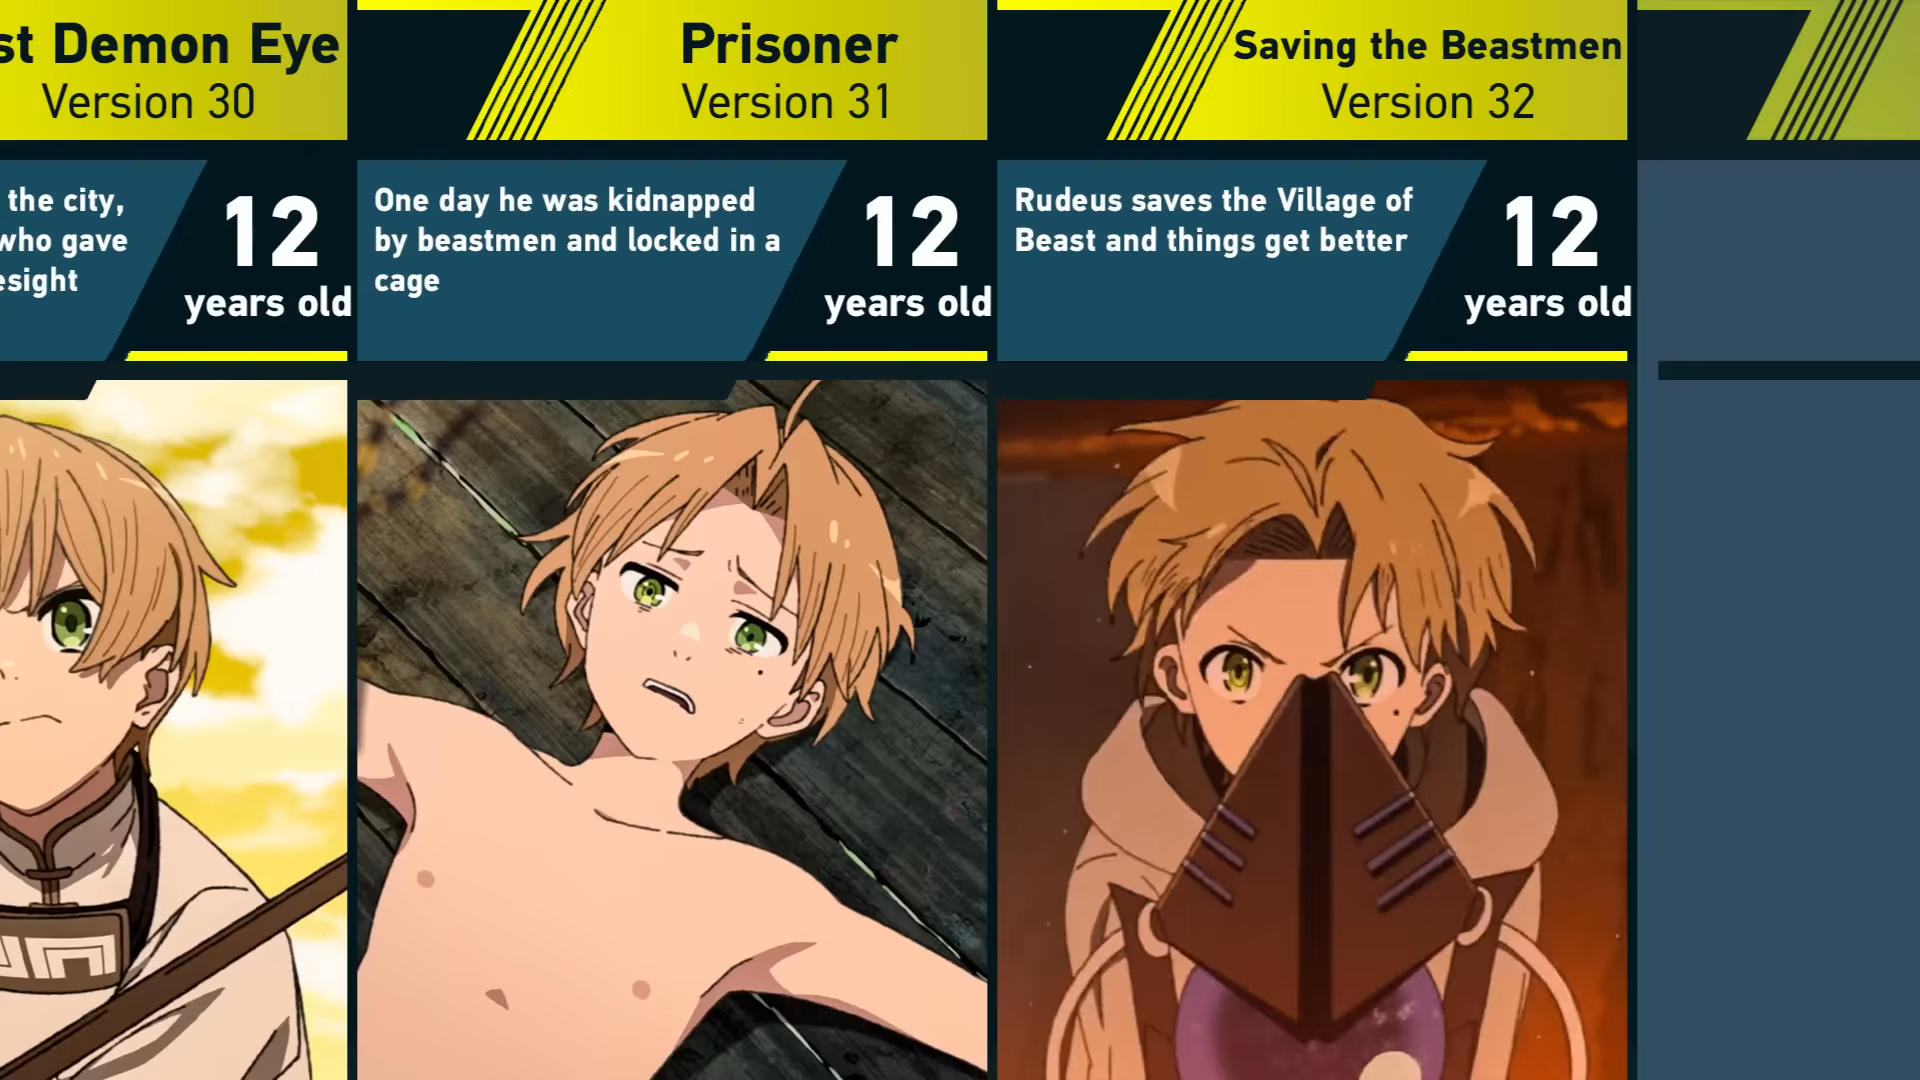 st Demon Eye
Version 30
the city,
who gave
esight
12
years old
Prisoner
Version 31
One day he was kidnapped
by beastmen and locked in a
cage
12
years old
Saving the Beastmen
Version 32
Rudeus saves the Village of
Beast and things get better
12
years old